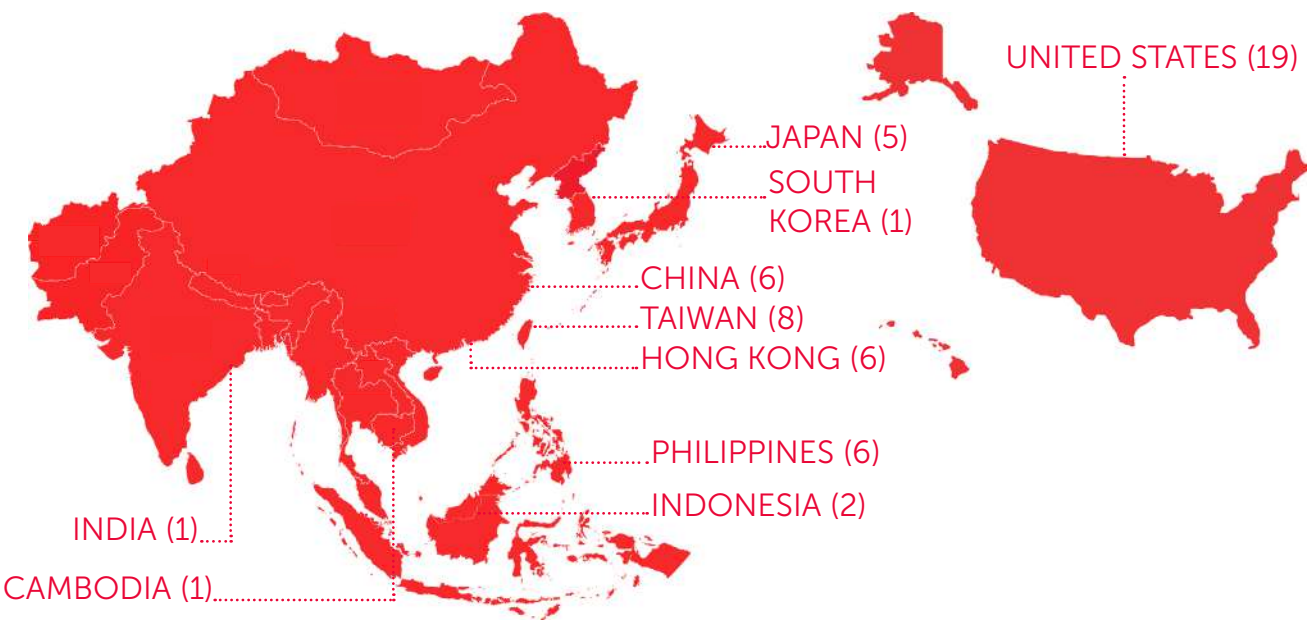 UNITED STATES (19)
JAPAN (5)
SOUTH
KOREA (1)
CHINA (6)
TAIWAN (8)
HONG KONG (6)
PHILIPPINES (6)
INDONESIA (2)
INDIA (1)
CAMBODIA (1)